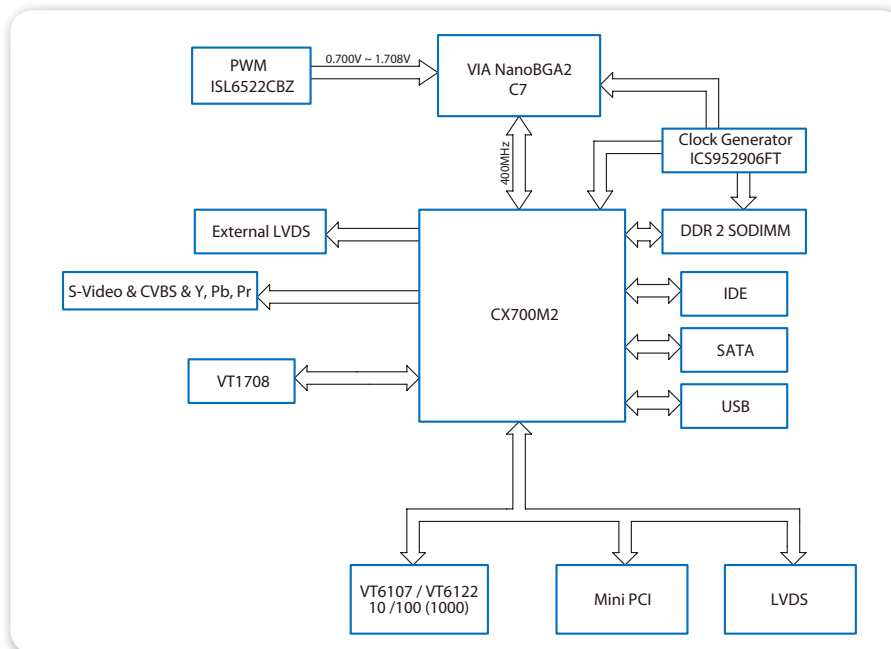 PWM
ISL6522CBZ
0.700V ~ 1.708V
VIA NanoBGA2
C7
Clock Generator
ICS952906FT
400MHz
External LVDS
DDR 2 SODIMM
S-Video & CVBS & Y, Pb, Pr
CX700M2
IDE
SATA
VT1708
USB
VT6107 / VT6122
10 /100 (1000)
Mini PCI
LVDS